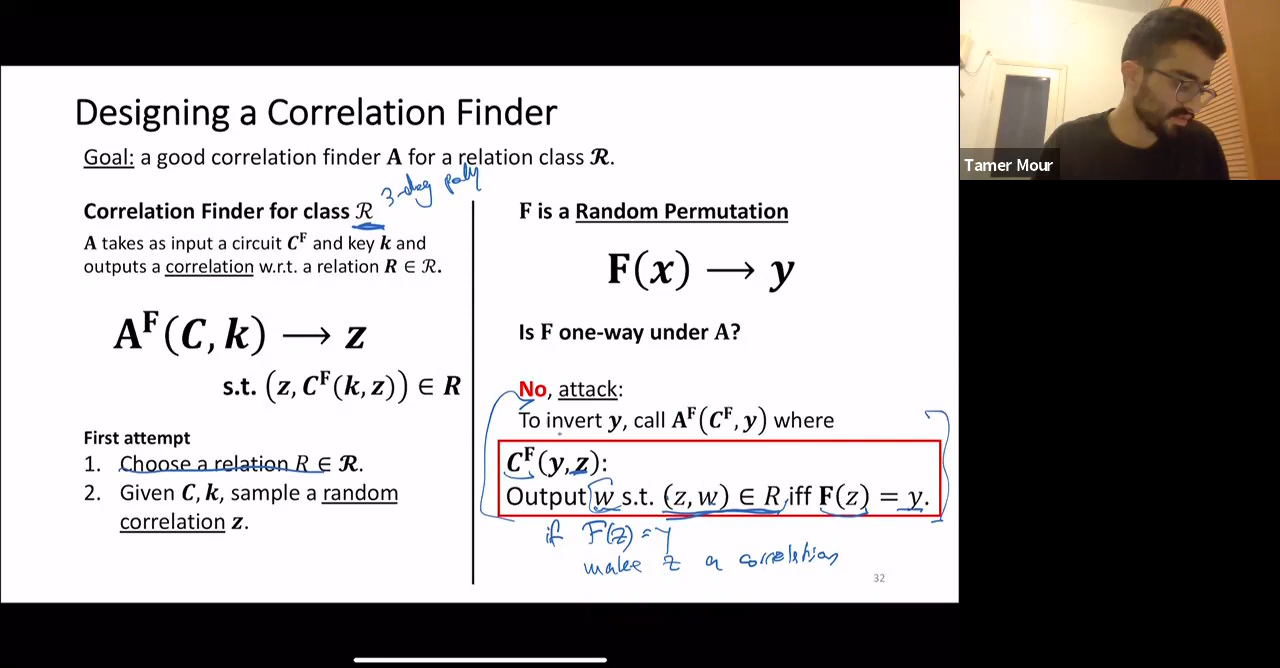 Designing a Correlation Finder
Goal: a good correlation finder A for a relation class 𝓡.
3-deg poly
Correlation Finder for class 𝓡
A takes as input a circuit C^F and key k and
outputs a correlation w.r.t. a relation R ∈ 𝓡.
A^F(C, k) ⟶ z
s.t. (z, C^F(k, z)) ∈ R
First attempt
1. Choose a relation R ∈ 𝓡.
2. Given C, k, sample a random
correlation z.
F is a Random Permutation
F(x) ⟶ y
Is F one-way under A?
No, attack:
To invert y, call A^F(C^F, y) where
C^F(y, z):
Output w s.t. (z, w) ∈ R iff F(z) = y.
if F(z) = y
make z a correlation
32
Tamer Mour